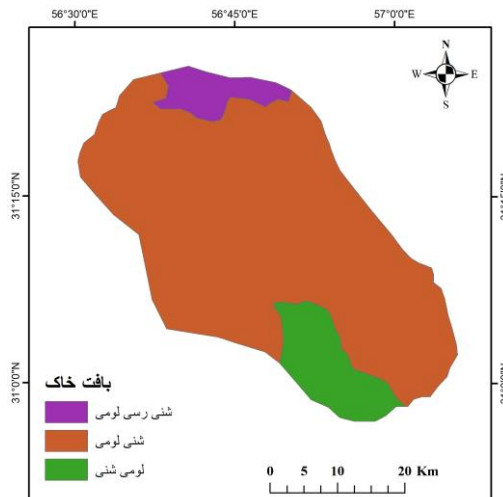 56°30'0"E 56°45'0"E 57°0'0"E
N
W E
S
31°15'0"N
31°0'0"N
بافت خاک
شنی رسی لومی
شنی لومی
لومی شنی
0 10 20 Km